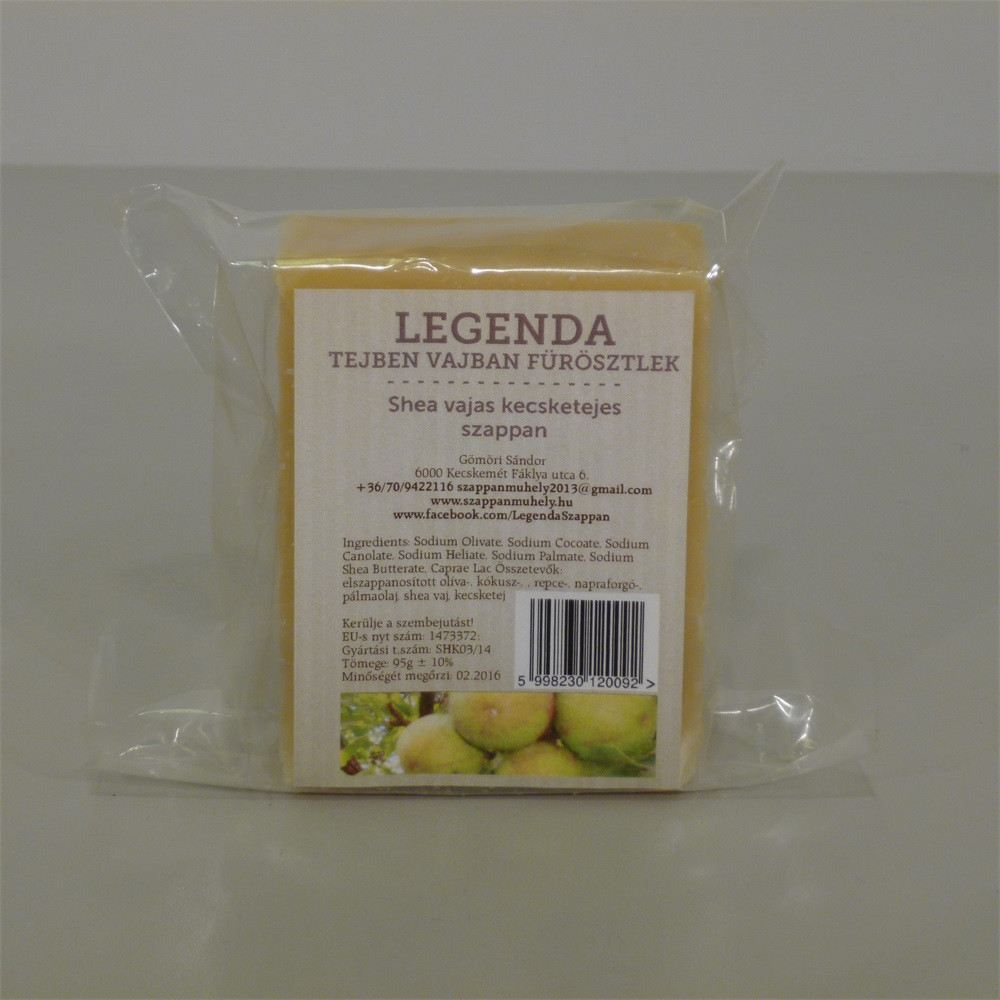 LEGENDA
TEJBEN VAJBAN FÜRÖSZTLEK
Shea vajas kecsketejes
szappan
Gömöri Sándor
6000 Kecskemét Fáklya utca 6.
+36/70/9422116 szappanmuhely2013@gmail.com
www.szappanmuhely.hu
www.facebook.com/LegendaSzappan
Ingredients: Sodium Olivate, Sodium Cocoate, Sodium
Canolate, Sodium Heliate, Sodium Palmate, Sodium
Shea Butterate, Caprae Lac Összetevők:
elszappanosított olíva-, kókusz-, , repce-, napraforgó-,
pálmaolaj, shea vaj, kecsketej
Kerülje a szembejutást!
EU-s nyt szám: 1473372;
Gyártási t.szám: SHK03/14
Tömege: 95g ± 10%
Minőségét megőrzi: 02.2016
5 998230 120092 >